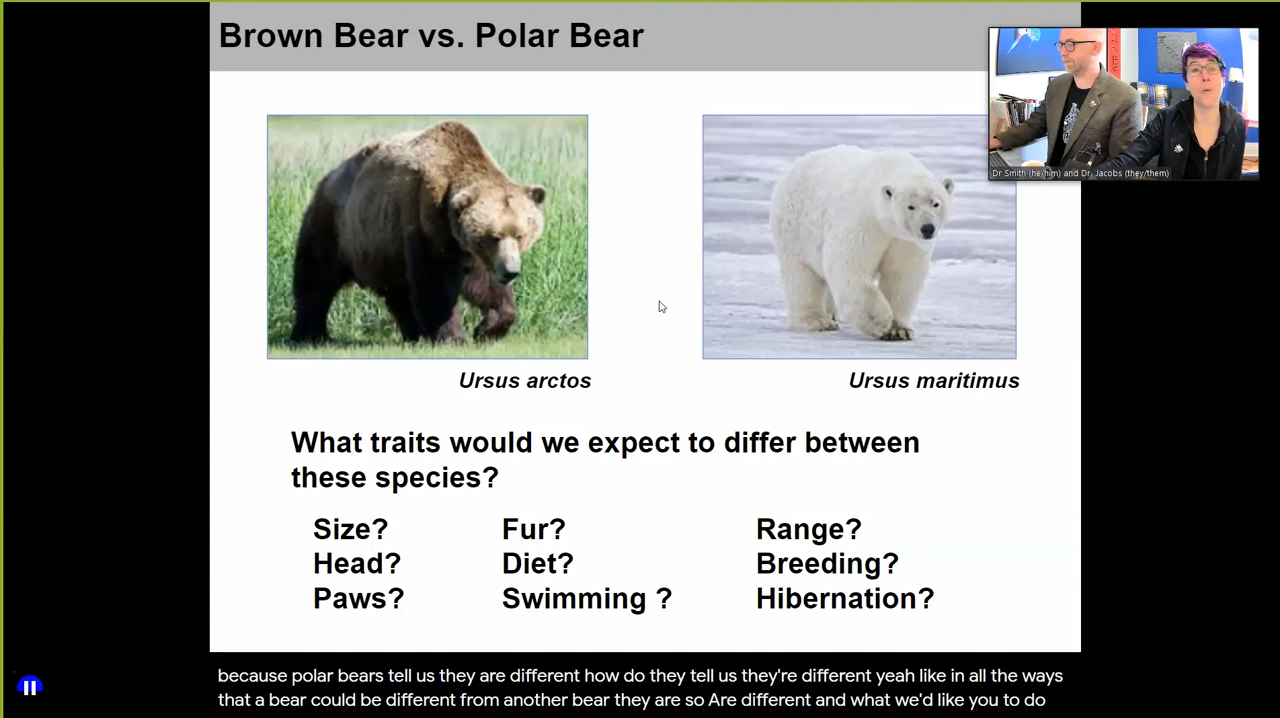 Brown Bear vs. Polar Bear
Dr Smith (he/him) and Dr. Jacobs (they/them)
Ursus arctos
Ursus maritimus
What traits would we expect to differ between
these species?
Size? Fur? Range?
Head? Diet? Breeding?
Paws? Swimming ? Hibernation?
because polar bears tell us they are different how do they tell us they're different yeah like in all the ways
that a bear could be different from another bear they are so Are different and what we'd like you to do